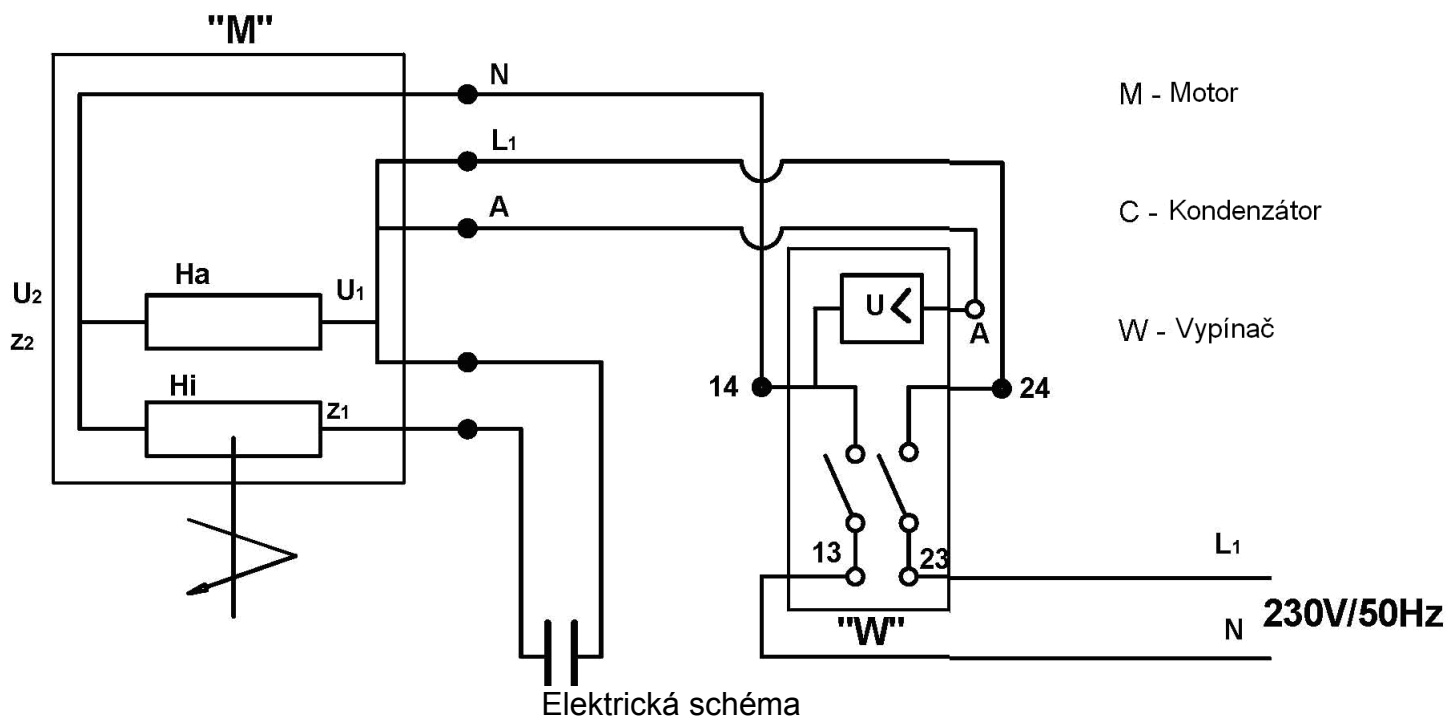 "M"
N
L1
A
M - Motor
C - Kondenzátor
W - Vypínač
Ha
U1
U2
z2
Hi
z1
U <
A
14
24
13
23
"W"
L1
N
230V/50Hz
Elektrická schéma